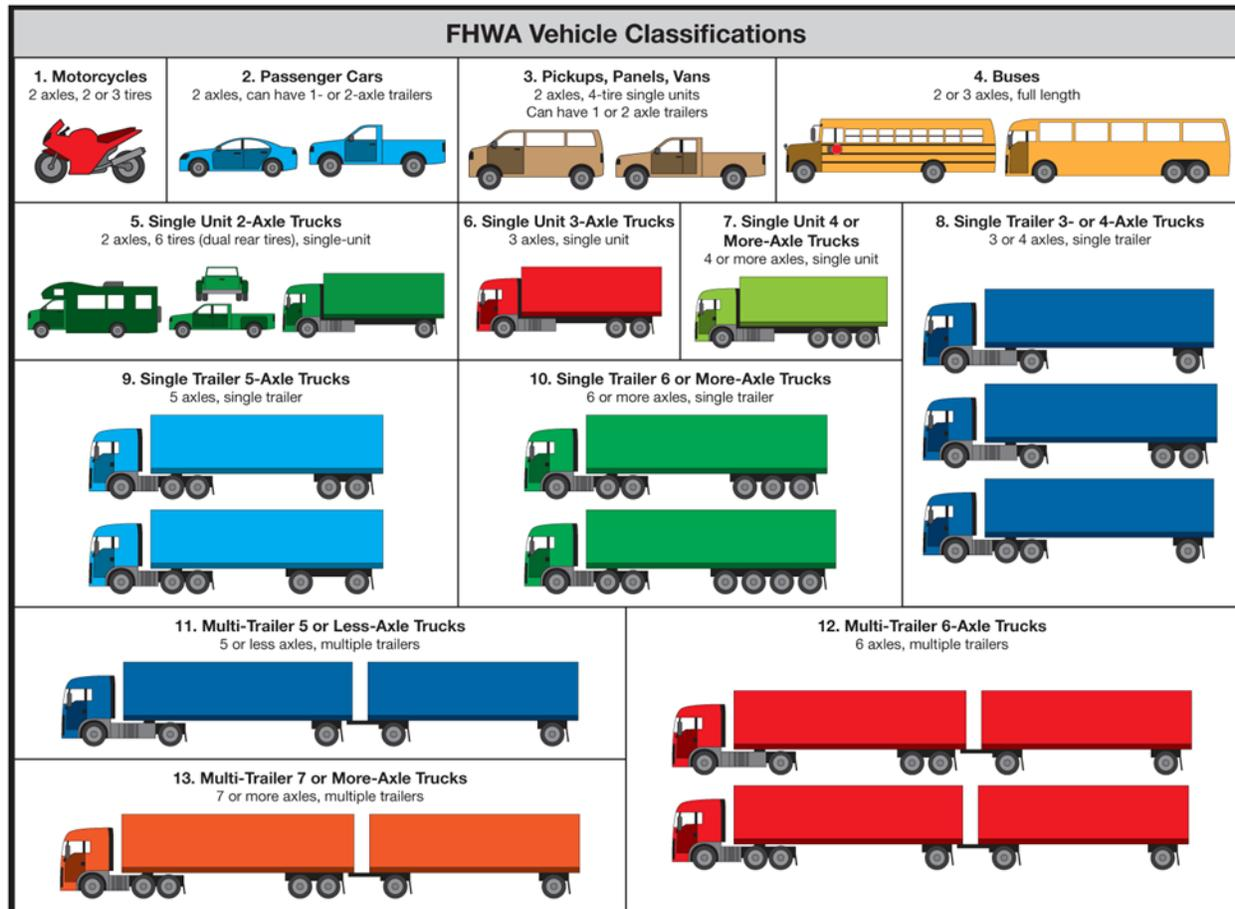 FHWA Vehicle Classifications
1. Motorcycles
2 axles, 2 or 3 tires
2. Passenger Cars
2 axles, can have 1- or 2-axle trailers
3. Pickups, Panels, Vans
2 axles, 4-tire single units
Can have 1 or 2 axle trailers
4. Buses
2 or 3 axles, full length
5. Single Unit 2-Axle Trucks
2 axles, 6 tires (dual rear tires), single-unit
6. Single Unit 3-Axle Trucks
3 axles, single unit
7. Single Unit 4 or
More-Axle Trucks
4 or more axles, single unit
8. Single Trailer 3- or 4-Axle Trucks
3 or 4 axles, single trailer
9. Single Trailer 5-Axle Trucks
5 axles, single trailer
10. Single Trailer 6 or More-Axle Trucks
6 or more axles, single trailer
11. Multi-Trailer 5 or Less-Axle Trucks
5 or less axles, multiple trailers
12. Multi-Trailer 6-Axle Trucks
6 axles, multiple trailers
13. Multi-Trailer 7 or More-Axle Trucks
7 or more axles, multiple trailers